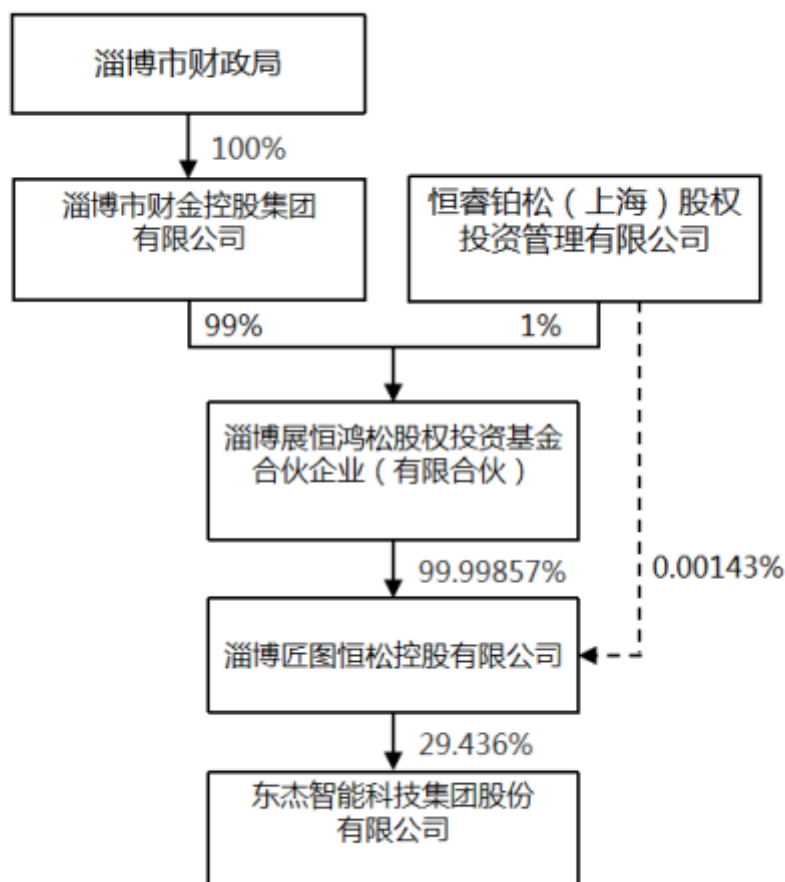 淄博市财政局
100%
淄博市财金控股集团
有限公司
恒睿铂松（上海）股权
投资管理有限公司
99%
1%
淄博展恒鸿松股权投资基金
合伙企业（有限合伙）
99.99857%
0.00143%
淄博匠图恒松控股有限公司
29.436%
东杰智能科技集团股份
有限公司